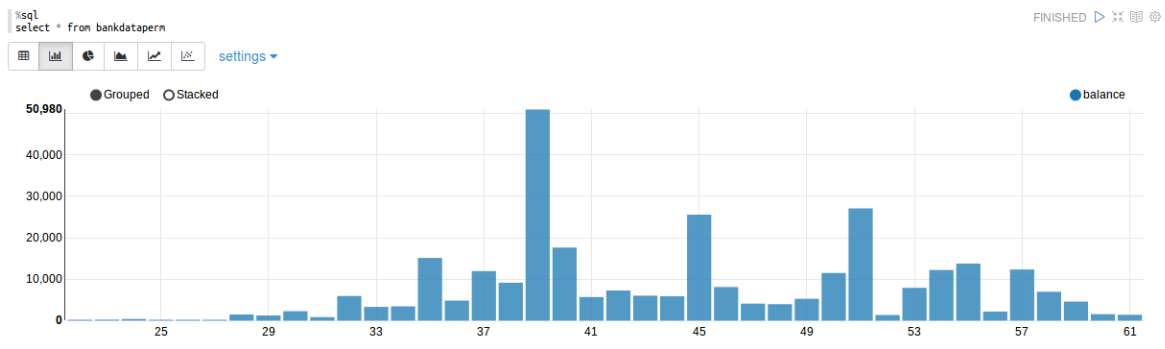 %sql
FINISHED
select * from bankdataperm
settings
Grouped Stacked
balance
50,980
40,000
30,000
20,000
10,000
0
25 29 33 37 41 45 49 53 57 61